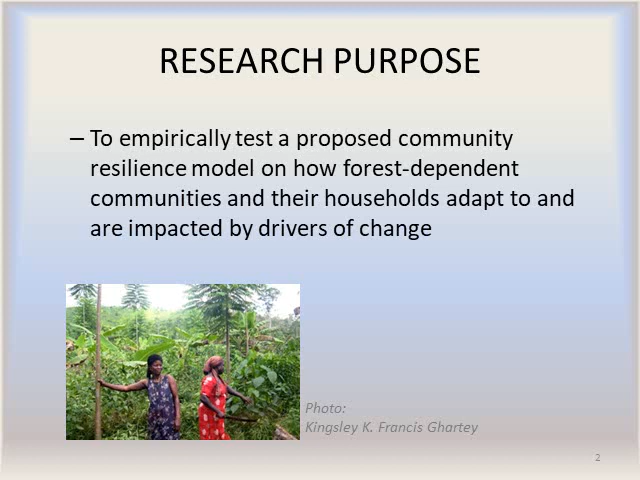 RESEARCH PURPOSE
– To empirically test a proposed community
resilience model on how forest-dependent
communities and their households adapt to and
are impacted by drivers of change
Photo:
Kingsley K. Francis Ghartey
2